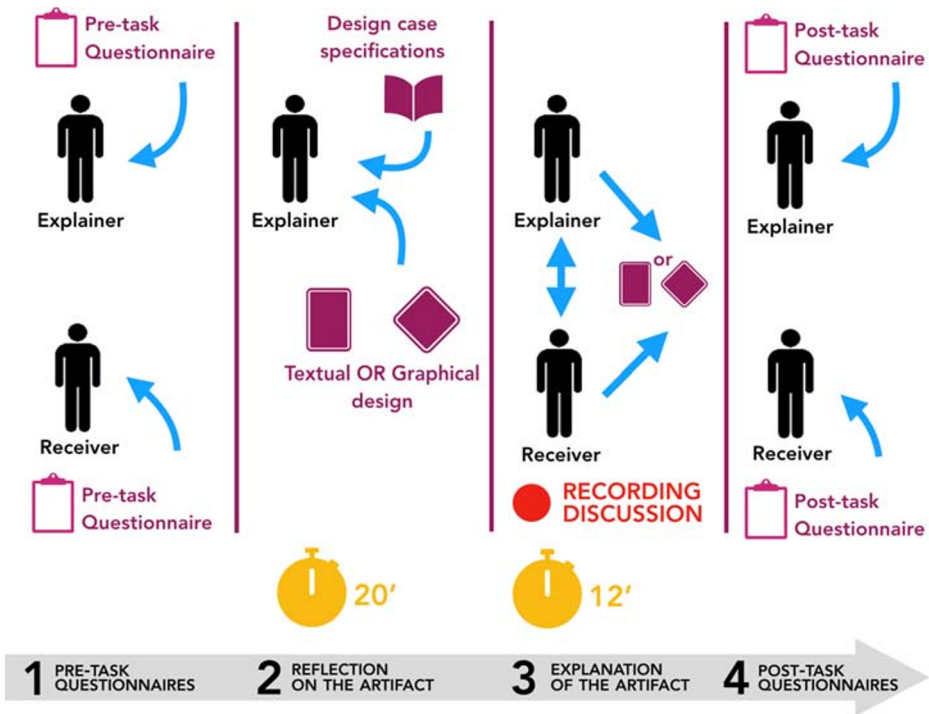 Pre-task
Questionnaire
Explainer
Receiver
Pre-task
Questionnaire
Design case
specifications
Explainer
Textual OR Graphical
design
20′
Explainer
or
Receiver
RECORDING
DISCUSSION
12′
Post-task
Questionnaire
Explainer
Receiver
Post-task
Questionnaire
1 PRE-TASK
QUESTIONNAIRES
2 REFLECTION
ON THE ARTIFACT
3 EXPLANATION
OF THE ARTIFACT
4 POST-TASK
QUESTIONNAIRES